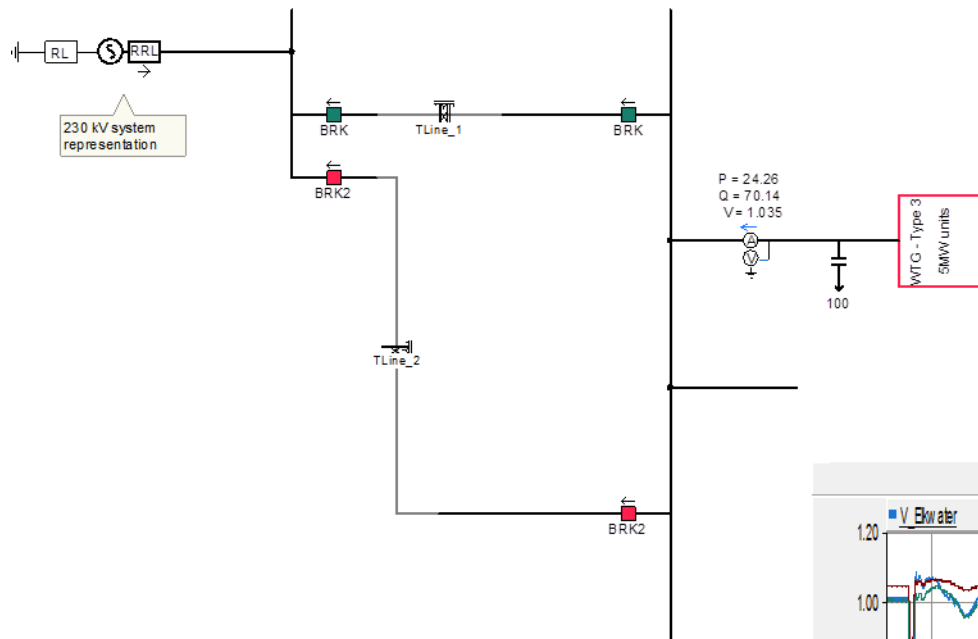 RL
S
RRL
230 kV system
representation
BRK
TLine_1
BRK
BRK2
P = 24.26
Q = 70.14
V = 1.035
A
V
WTG - Type 3
5MW units
100
TLine_2
BRK2
V_Elkwater
1.20
1.00